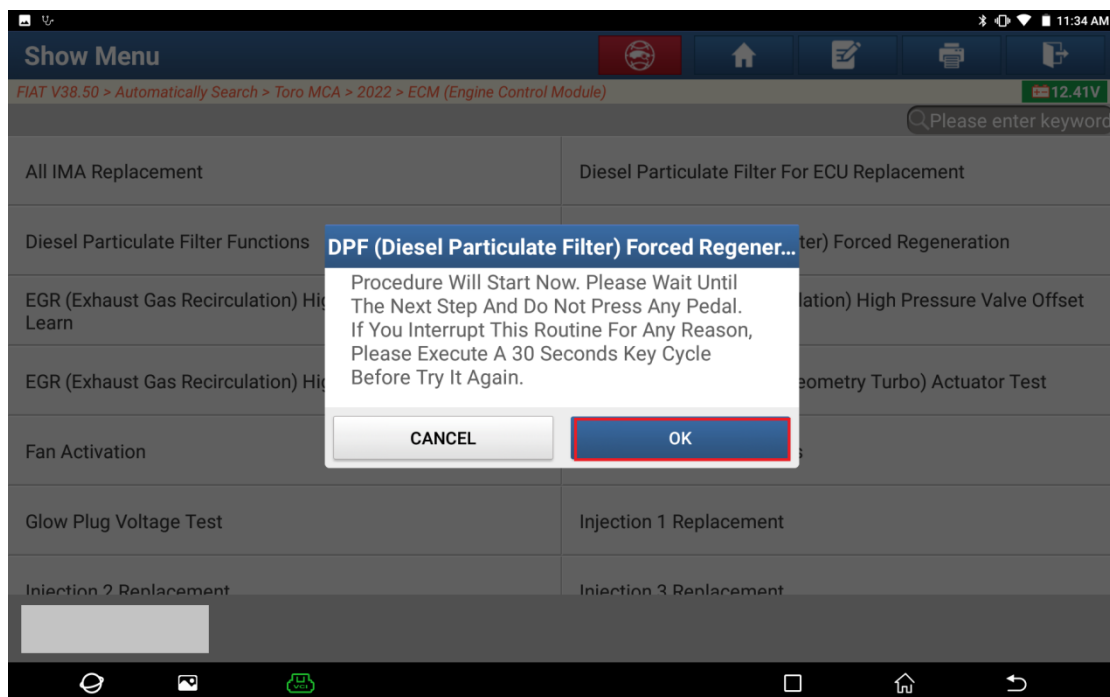 11:34 AM
Show Menu
FIAT V38.50 > Automatically Search > Toro MCA > 2022 > ECM (Engine Control Module)
12.41V
Please enter keyword
All IMA Replacement
Diesel Particulate Filter For ECU Replacement
Diesel Particulate Filter Functions
ter) Forced Regeneration
DPF (Diesel Particulate Filter) Forced Regener...
Procedure Will Start Now. Please Wait Until
The Next Step And Do Not Press Any Pedal.
If You Interrupt This Routine For Any Reason,
Please Execute A 30 Seconds Key Cycle
Before Try It Again.
CANCEL
OK
EGR (Exhaust Gas Recirculation) Hig
Learn
lation) High Pressure Valve Offset
EGR (Exhaust Gas Recirculation) Hig
eometry Turbo) Actuator Test
Fan Activation
s
Glow Plug Voltage Test
Injection 1 Replacement
Injection 2 Replacement
Injection 3 Replacement
VCI